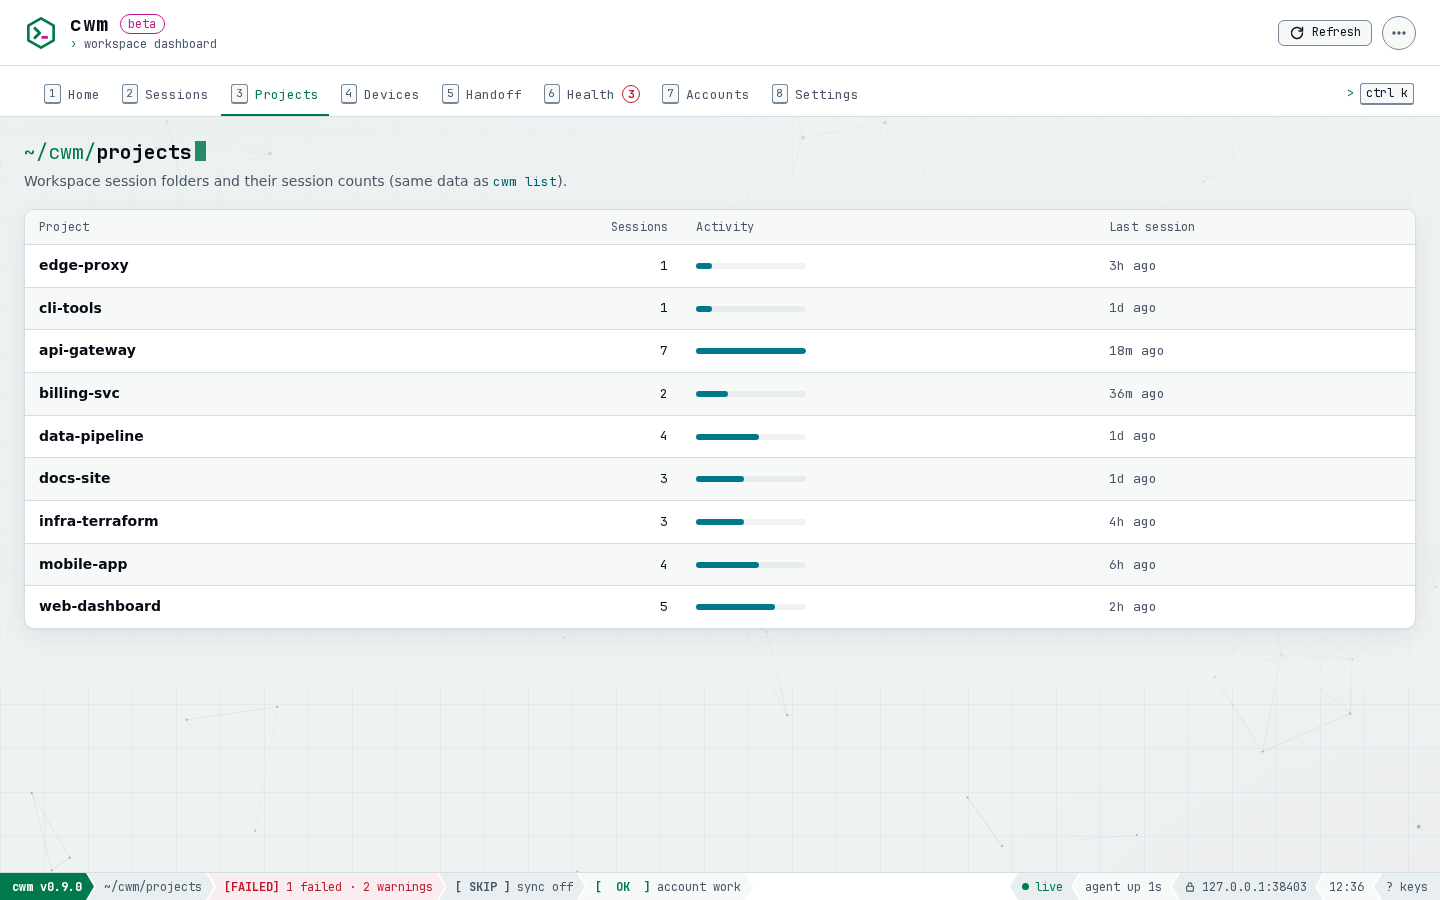 cwm beta
› workspace dashboard
Refresh
1 Home 2 Sessions 3 Projects 4 Devices 5 Handoff 6 Health 3 7 Accounts 8 Settings > ctrl k
~/cwm/projects
Workspace session folders and their session counts (same data as cwm list).
Project Sessions Activity Last session
edge-proxy 1 3h ago
cli-tools 1 1d ago
api-gateway 7 18m ago
billing-svc 2 36m ago
data-pipeline 4 1d ago
docs-site 3 1d ago
infra-terraform 3 4h ago
mobile-app 4 6h ago
web-dashboard 5 2h ago
cwm v0.9.0 ~/cwm/projects [FAILED] 1 failed · 2 warnings [ SKIP ] sync off [ OK ] account work live agent up 1s 127.0.0.1:38403 12:36 ? keys